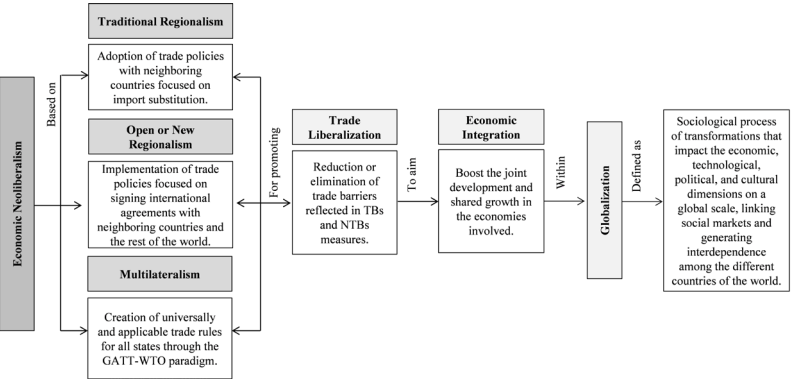 Economic Neoliberalism
Based on
Traditional Regionalism
Adoption of trade policies
with neighboring
countries focused on
import substitution.
Open or New
Regionalism
Implementation of trade
policies focused on
signing international
agreements with
neighboring countries and
the rest of the world.
Multilateralism
Creation of universally
and applicable trade rules
for all states through the
GATT-WTO paradigm.
For promoting
Trade
Liberalization
Reduction or
elimination of
trade barriers
reflected in TBs
and NTBs
measures.
To aim
Economic
Integration
Boost the joint
development and
shared growth in
the economies
involved.
Within
Globalization
Defined as
Sociological process
of transformations that
impact the economic,
technological,
political, and cultural
dimensions on a
global scale, linking
social markets and
generating
interdependence
among the different
countries of the world.